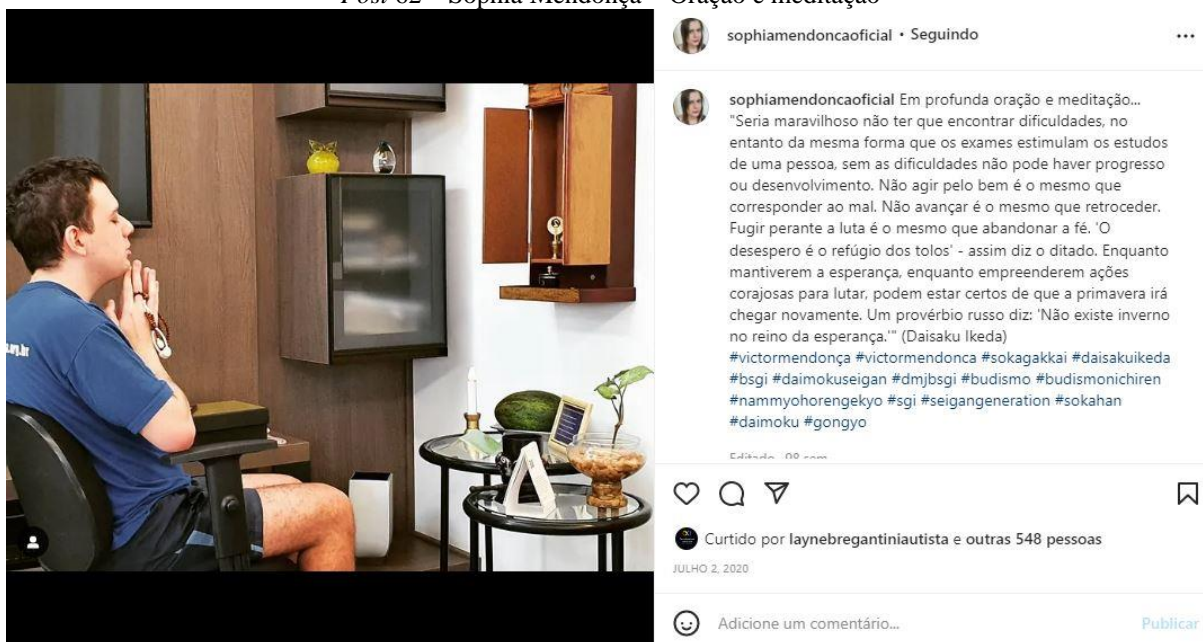 Post 82 – Sophia Mendonça – Oração e meditação
sophiamendoncaoficial • Seguindo
sophiamendoncaoficial Em profunda oração e meditação...
"Seria maravilhoso não ter que encontrar dificuldades, no
entanto da mesma forma que os exames estimulam os estudos
de uma pessoa, sem as dificuldades não pode haver progresso
ou desenvolvimento. Não agir pelo bem é o mesmo que
corresponder ao mal. Não avançar é o mesmo que retroceder.
Fugir perante a luta é o mesmo que abandonar a fé. 'O
desespero é o refúgio dos tolos' - assim diz o ditado. Enquanto
mantiverem a esperança, enquanto empreenderem ações
corajosas para lutar, podem estar certos de que a primavera irá
chegar novamente. Um provérbio russo diz: 'Não existe inverno
no reino da esperança.'" (Daisaku Ikeda)
#victormendonça #victormendonca #sokagakkai #daisakuikeda
#bsgi #daimokuseigan #dmjbsgi #budismo #budismonichiren
#nammyohorengekyo #sgi #seigangeneration #sokahan
#daimoku #gongyo
Editado · 98 sem
Curtido por laynebregantiniautista e outras 548 pessoas
JULHO 2, 2020
Adicione um comentário...
Publicar
.org.br